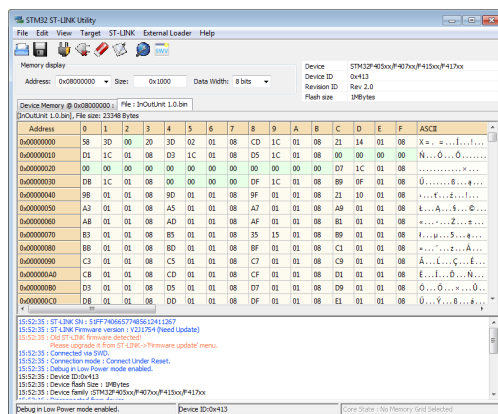 STM32 ST-LINK Utility
File Edit View Target ST-LINK External Loader Help
Memory display
Address: 0x08000000 Size: 0x1000 Data Width: 8 bits
Device STM32F405xx/F407xx/F415xx/F417xx
Device ID 0x413
Revision ID Rev 2.0
Flash size 1MBytes
Device Memory @ 0x08000000 : File : InOutUnit 1.0.bin
[InOutUnit 1.0.bin], File size: 23348 Bytes
Address 0 1 2 3 4 5 6 7 8 9 A B C D E F ASCII
0x00000000 58 3D 00 20 3D 02 01 08 CD 1C 01 08 21 14 01 08 X=. =...Í...!...
0x00000010 D1 1C 01 08 D3 1C 01 08 D5 1C 01 08 00 00 00 00
0x00000020 00 00 00 00 00 00 00 00 00 00 00 00 D7 1C 01 08 ............×...
0x00000030 DB 1C 01 08 00 00 00 00 DF 1C 01 08 B9 0F 01 08
0x00000040 9B 01 01 08 9D 01 01 08 9F 01 01 08 21 10 01 08
0x00000050 A3 01 01 08 A5 01 01 08 A7 01 01 08 A9 01 01 08
0x00000060 AB 01 01 08 AD 01 01 08 AF 01 01 08 B1 01 01 08
0x00000070 B3 01 01 08 B5 01 01 08 35 15 01 08 B9 01 01 08
0x00000080 BB 01 01 08 BD 01 01 08 BF 01 01 08 C1 01 01 08
0x00000090 C3 01 01 08 C5 01 01 08 C7 01 01 08 C9 01 01 08
0x000000A0 CB 01 01 08 CD 01 01 08 CF 01 01 08 D1 01 01 08
0x000000B0 D3 01 01 08 D5 01 01 08 D7 01 01 08 D9 01 01 08
0x000000C0 DB 01 01 08 DD 01 01 08 DF 01 01 08 E1 01 01 08
15:52:35 : ST-LINK SN : 51FF74066577485612411267
15:52:35 : ST-LINK Firmware version : V2J17S4 (Need Update)
15:52:35 : Old ST-LINK firmware detected!
Please upgrade it from ST-LINK->'Firmware update' menu.
15:52:35 : Connected via SWD.
15:52:35 : Connection mode : Connect Under Reset.
15:52:35 : Debug in Low Power mode enabled.
15:52:35 : Device ID:0x413
15:52:35 : Device flash Size : 1MBytes
15:52:35 : Device family :STM32F405xx/F407xx/F415xx/F417xx
Debug in Low Power mode enabled. Device ID:0x413 Core State : No Memory Grid Selected